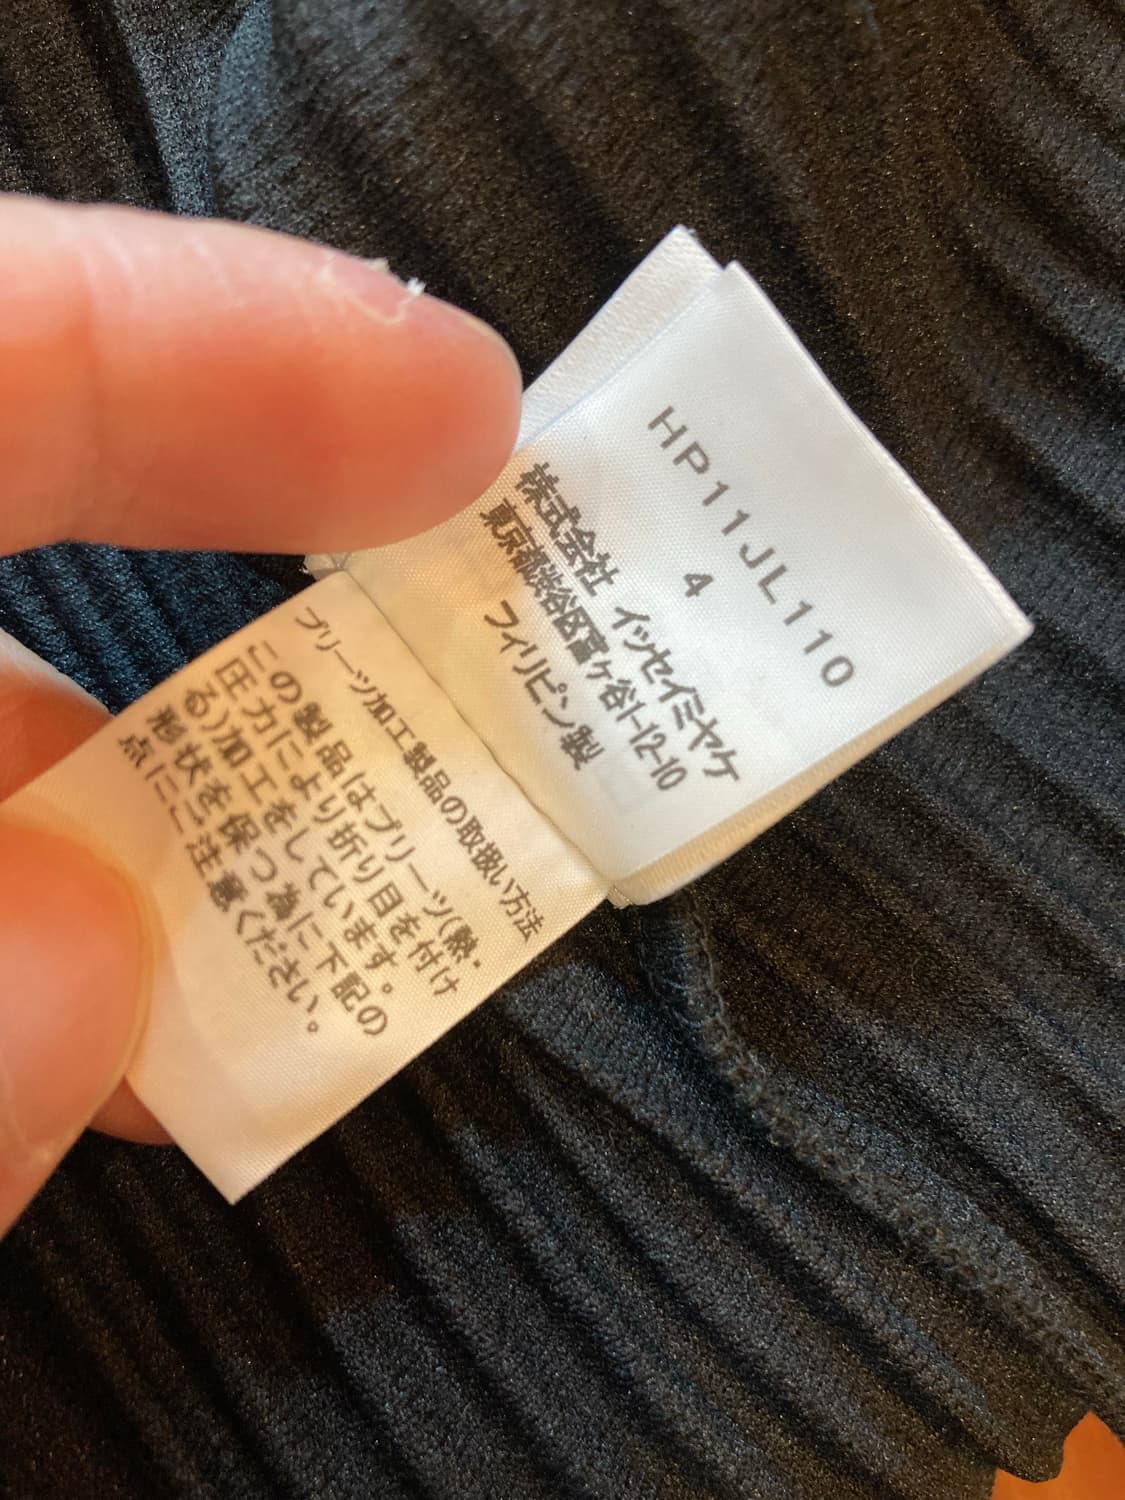 HP11JL110
4
株式会社 イッセイミヤケ
東京都渋谷区富ヶ谷1-12-10
フィリピン製
プリーツ加工製品の取扱い方法
この製品はプリーツ(熱・
圧力により折り目を付け
る)加工をしています。
形状を保つ為に下記の
点にご注意ください。